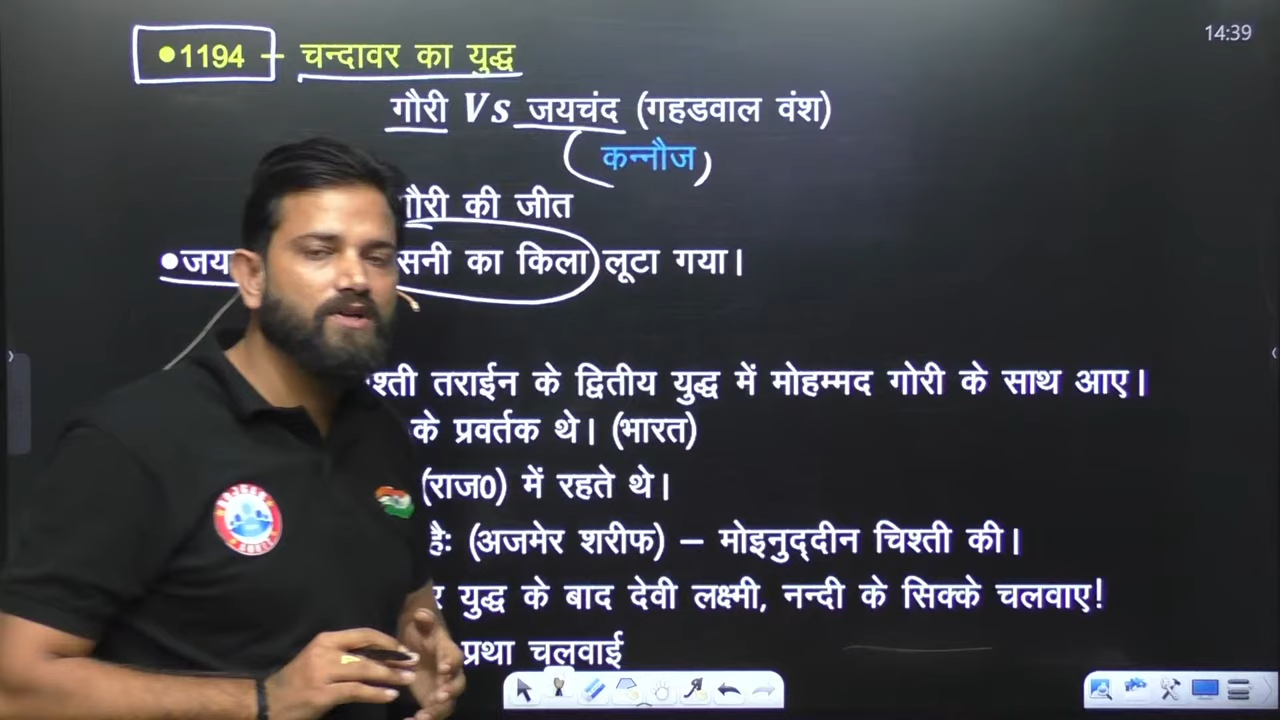 14:39
•1194 – चन्दावर का युद्ध
गौरी Vs जयचंद (गहडवाल वंश)
कन्नौज
की जीत
का किला लूटा गया।
तराईन के द्वितीय युद्ध में मोहम्मद गोरी के साथ आए।
के प्रवर्तक थे। (भारत)
(राज0) में रहते थे।
(अजमेर शरीफ) – मोइनुद्दीन चिश्ती की।
युद्ध के बाद देवी लक्ष्मी, नन्दी के सिक्के चलवाए!
प्रथा चलवाई